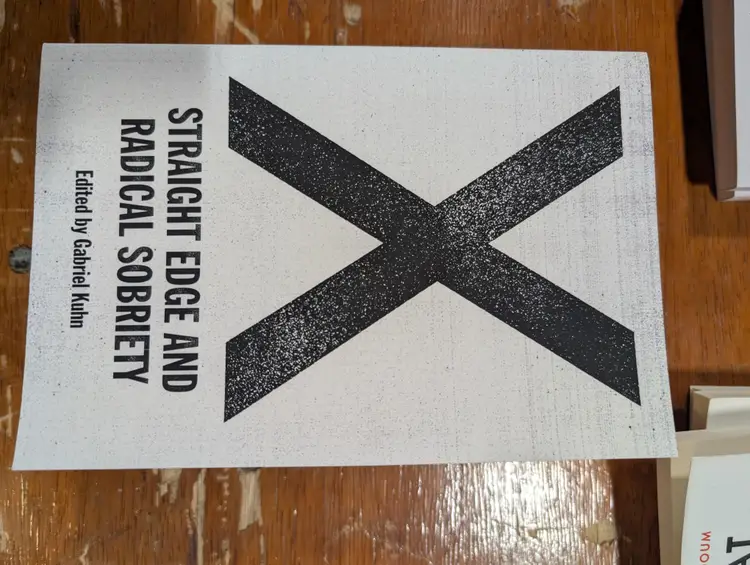 X
STRAIGHT EDGE AND
RADICAL SOBRIETY
Edited by Gabriel Kuhn